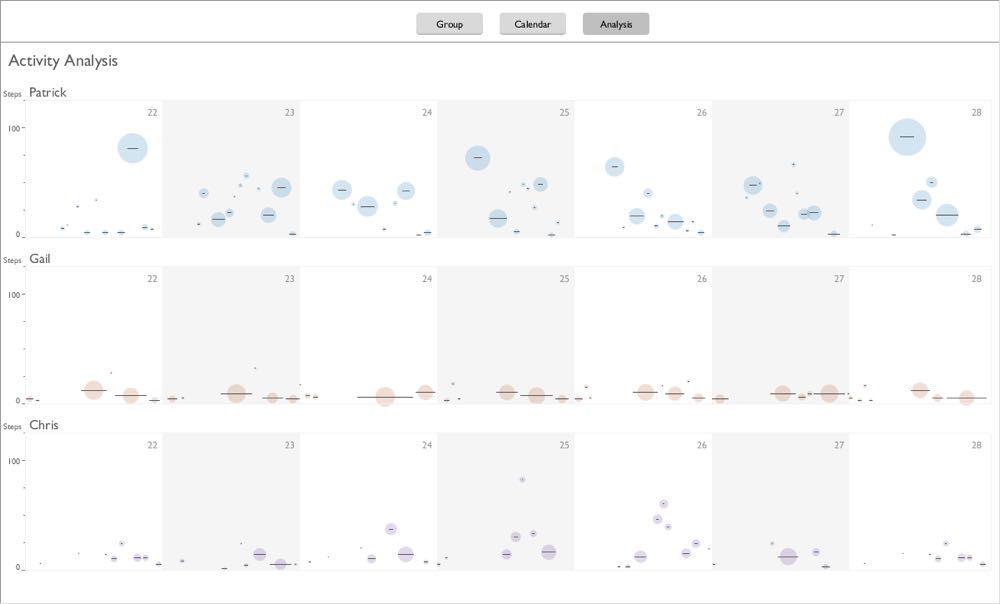 Group Calendar Analysis
Activity Analysis
Steps Patrick
22 23 24 25 26 27 28
100
0
Steps Gail
22 23 24 25 26 27 28
100
0
Steps Chris
22 23 24 25 26 27 28
100
0